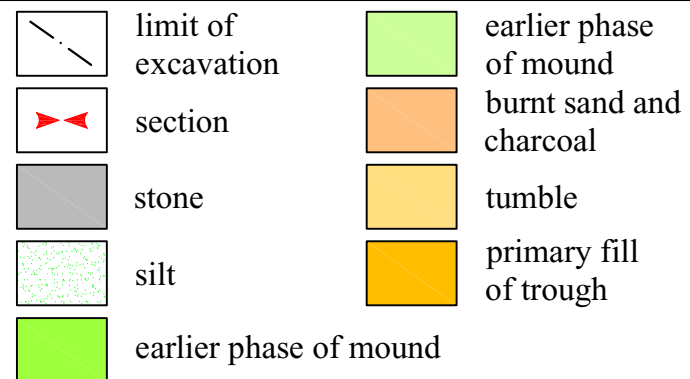 limit of
excavation
section
stone
silt
earlier phase of mound
earlier phase
of mound
burnt sand and
charcoal
tumble
primary fill
of trough